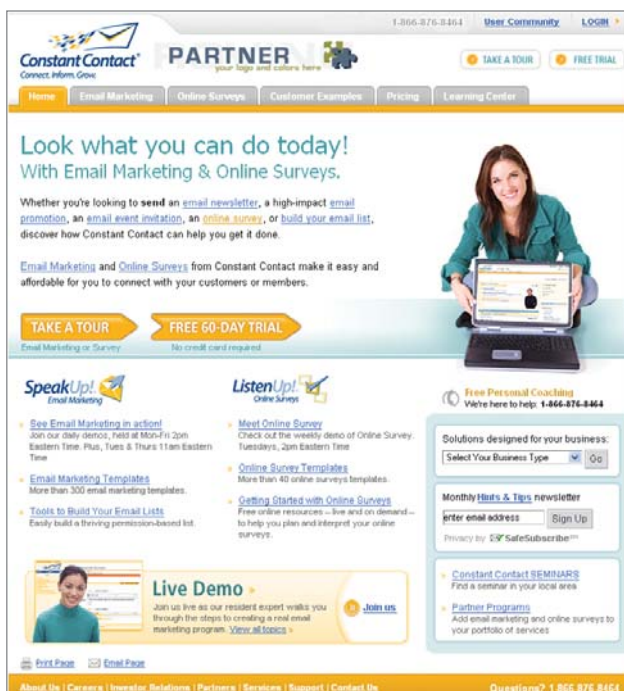 1-866-876-8464 User Community LOGIN
Constant Contact®
Connect. Inform. Grow.
PARTNER
your logo and colors here
TAKE A TOUR FREE TRIAL
Home Email Marketing Online Surveys Customer Examples Pricing Learning Center
Look what you can do today!
With Email Marketing & Online Surveys.
Whether you're looking to send an email newsletter, a high-impact email
promotion, an email event invitation, an online survey, or build your email list,
discover how Constant Contact can help you get it done.
Email Marketing and Online Surveys from Constant Contact make it easy and
affordable for you to connect with your customers or members.
TAKE A TOUR FREE 60-DAY TRIAL
Email Marketing or Survey No credit card required
SpeakUp!
Email Marketing
See Email Marketing in action!
Join our daily demos, held at Mon-Fri 2pm
Eastern Time. Plus, Tues & Thurs 11am Eastern
Time
Email Marketing Templates
More than 300 email marketing templates.
Tools to Build Your Email Lists
Easily build a thriving permission-based list.
ListenUp!
Online Surveys
Meet Online Survey
Check out the weekly demo of Online Survey.
Tuesdays, 2pm Eastern Time
Online Survey Templates
More than 40 online surveys templates.
Getting Started with Online Surveys
Free online resources – live and on demand –
to help you plan and interpret your online
surveys.
Free Personal Coaching
We're here to help: 1-866-876-8464
Solutions designed for your business:
Select Your Business Type Go
Monthly Hints & Tips newsletter
enter email address Sign Up
Privacy by SafeSubscribe℠
Constant Contact SEMINARS
Find a seminar in your local area
Partner Programs
Add email marketing and online surveys to
your portfolio of services
Live Demo »
Join us live as our resident expert walks you
through the steps to creating a real email
marketing program. View all topics »
Join us
Print Page Email Page
About Us | Careers | Investor Relations | Partners | Services | Support | Contact Us Questions? 1.866.876.8464